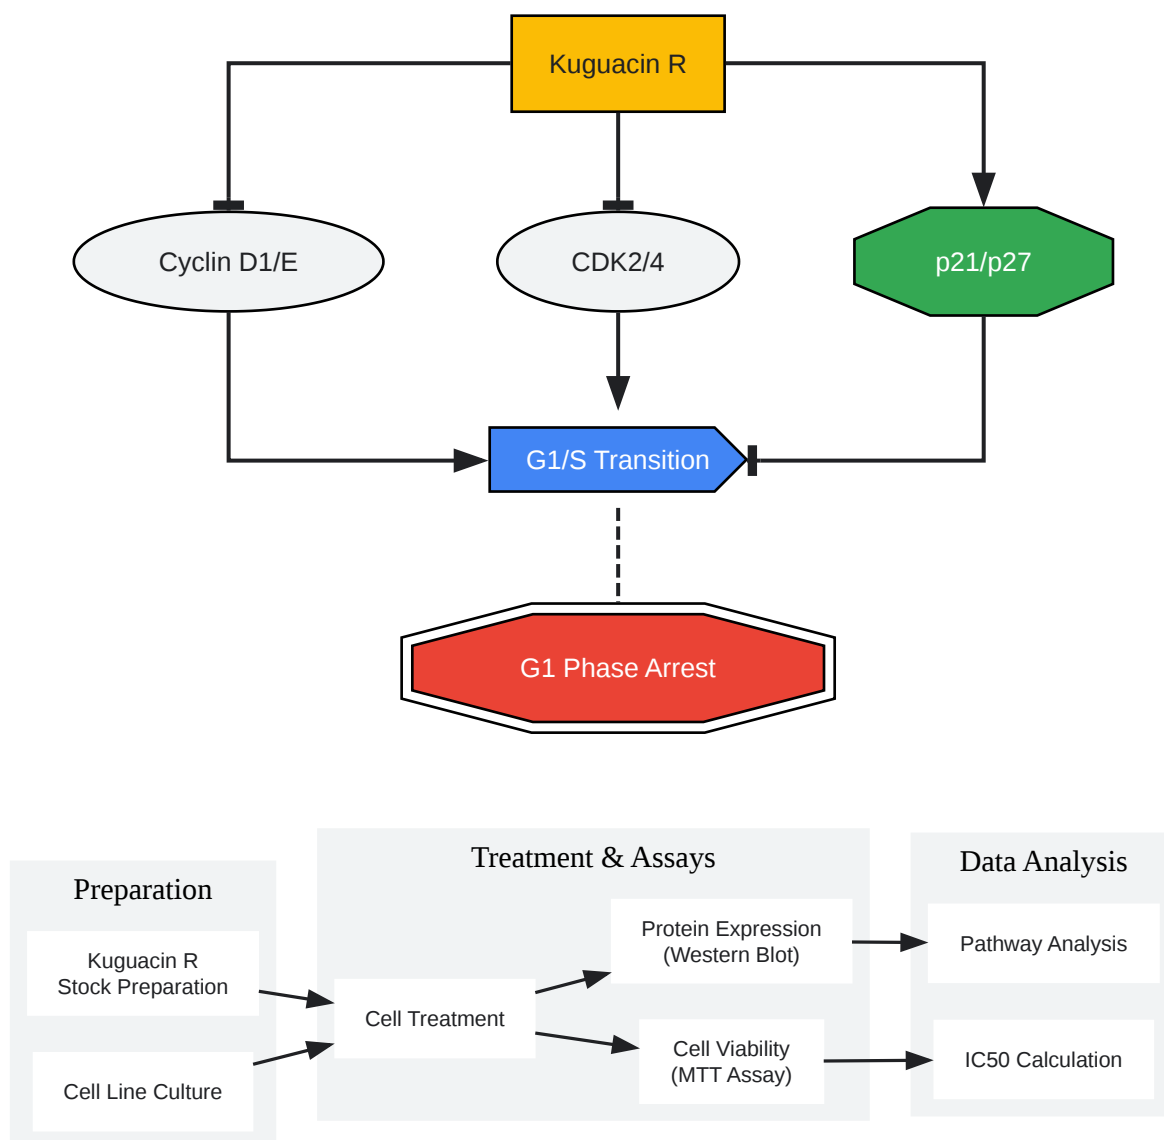 Kuguacin R
Cyclin D1/E
CDK2/4
p21/p27
G1/S Transition
G1 Phase Arrest
Preparation
Kuguacin R
Stock Preparation
Cell Line Culture
Treatment & Assays
Cell Treatment
Protein Expression
(Western Blot)
Cell Viability
(MTT Assay)
Data Analysis
Pathway Analysis
IC50 Calculation